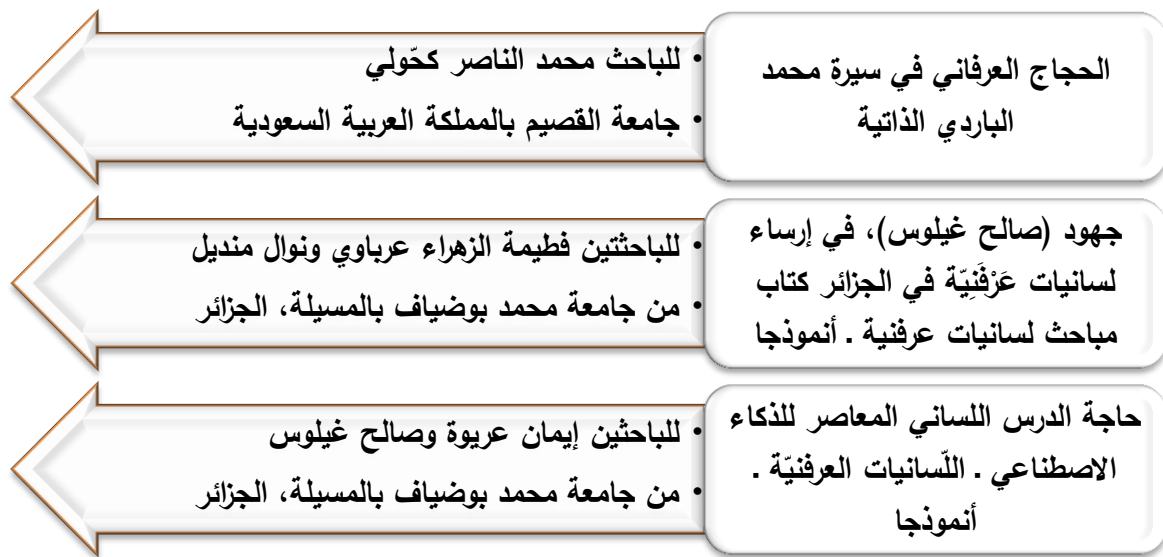 الحجاج العرفاني في سيرة محمد
الباردي الذاتية
• للباحث محمد الناصر كحّولي
• جامعة القصيم بالمملكة العربية السعودية
جهود (صالح غيلوس)، في إرساء
لسانيات عَرْفَنِيّة في الجزائر كتاب
مباحث لسانيات عرفنية . أنموذجا
• للباحثتين فطيمة الزهراء عرباوي ونوال منديل
• من جامعة محمد بوضياف بالمسيلة، الجزائر
حاجة الدرس اللساني المعاصر للذكاء
الاصطناعي . اللّسانيات العرفنيّة .
أنموذجا
• للباحثين إيمان عريوة وصالح غيلوس
• من جامعة محمد بوضياف بالمسيلة، الجزائر